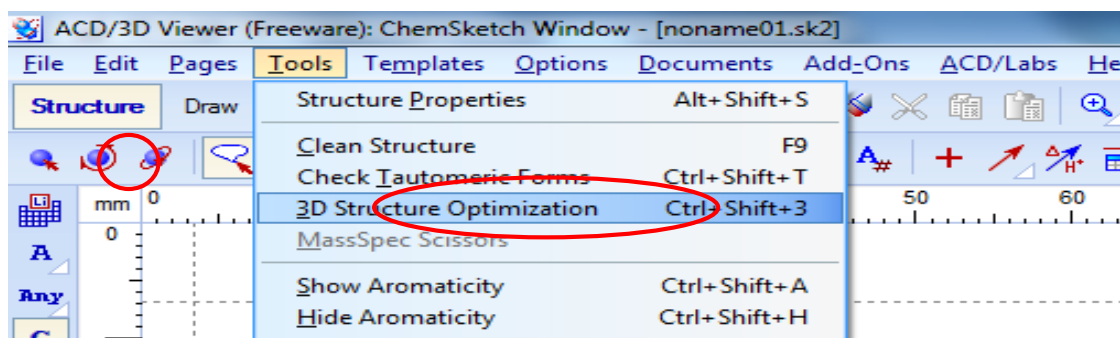 ACD/3D Viewer (Freeware): ChemSketch Window - [noname01.sk2]
File Edit Pages Tools Templates Options Documents Add-Ons ACD/Labs He
Structure Draw
Structure Properties Alt+Shift+S
Clean Structure F9
Check Tautomeric Forms Ctrl+Shift+T
3D Structure Optimization Ctrl+Shift+3
MassSpec Scissors
Show Aromaticity Ctrl+Shift+A
Hide Aromaticity Ctrl+Shift+H
A#
H+
Li
mm 0 50 60
0
A
Any